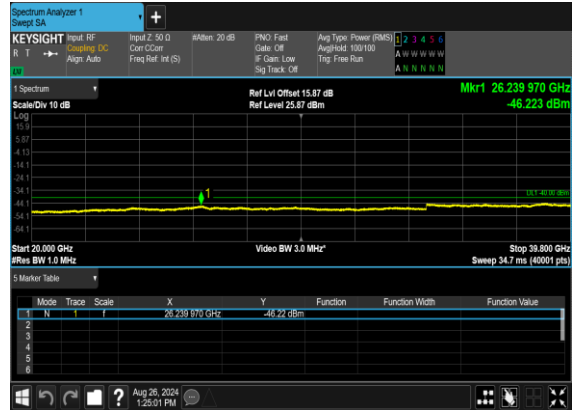 Spectrum Analyzer 1
Swept SA
+
KEYSIGHT Input: RF Input Z: 50 Ω #Atten: 20 dB PNO: Fast Avg Type: Power (RMS) 1 2 3 4 5 6
R T Coupling: DC Corr CCorr Gate: Off Avg|Hold: 100/100 A W W W W W
Align: Auto Freq Ref: Int (S) IF Gain: Low Trig: Free Run
Sig Track: Off A N N N N N
1 Spectrum Ref Lvl Offset 15.87 dB Mkr1 26.239 970 GHz
Scale/Div 10 dB Ref Level 25.87 dBm -46.223 dBm
Log
15.9
5.87
-4.13
-14.1
-24.1
-34.1
1
DL1 -40.00 dBm
-44.1
-54.1
-64.1
Start 20.000 GHz Video BW 3.0 MHz* Stop 39.800 GHz
#Res BW 1.0 MHz Sweep 34.7 ms (40001 pts)
5 Marker Table
Mode Trace Scale X Y Function Function Width Function Value
1 N 1 f 26.239 970 GHz -46.22 dBm
2
3
4
5
6
? Aug 26, 2024
1:25:01 PM